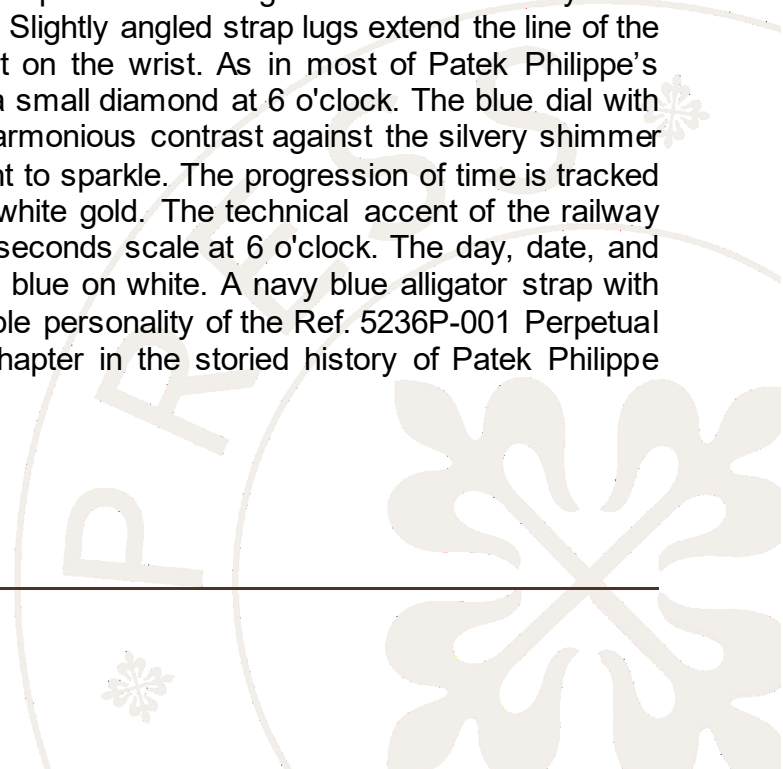 Slightly angled strap lugs extend the line of the
on the wrist. As in most of Patek Philippe’s
a small diamond at 6 o'clock. The blue dial with
contrast against the silvery shimmer
to sparkle. The progression of time is tracked
white gold. The technical accent of the railway
seconds scale at 6 o'clock. The day, date, and
blue on white. A navy blue alligator strap with
personality of the Ref. 5236P-001 Perpetual
in the storied history of Patek Philippe
PRESS